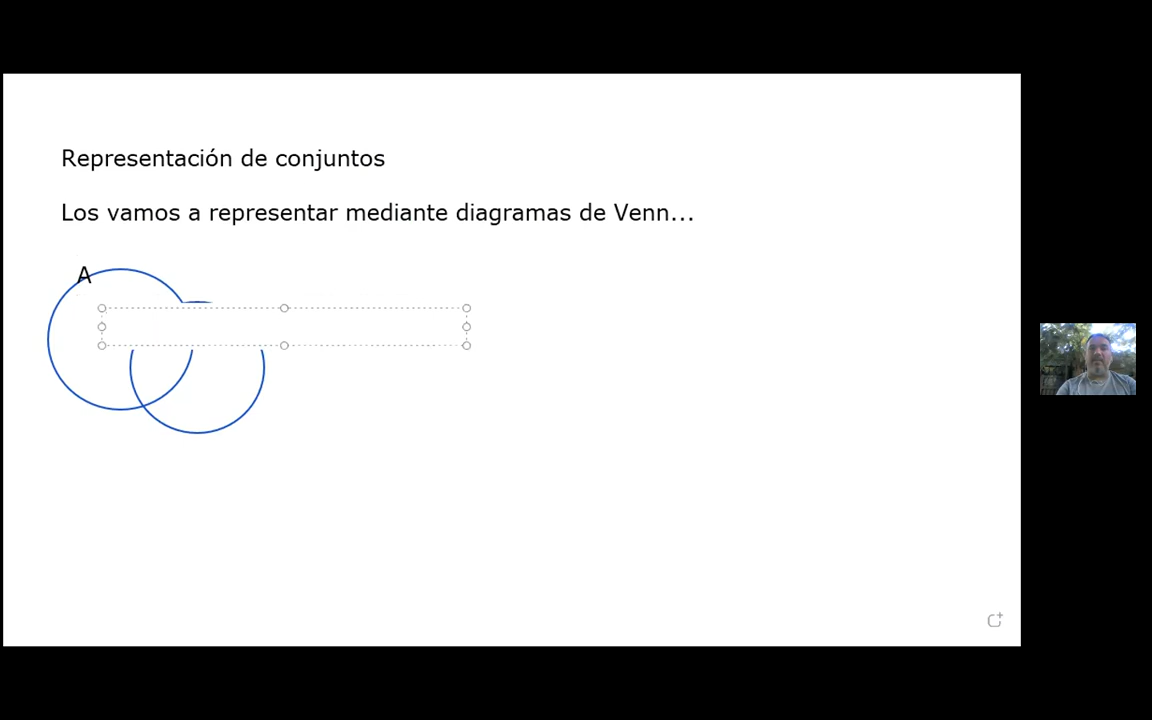 Representación de conjuntos
Los vamos a representar mediante diagramas de Venn...
A